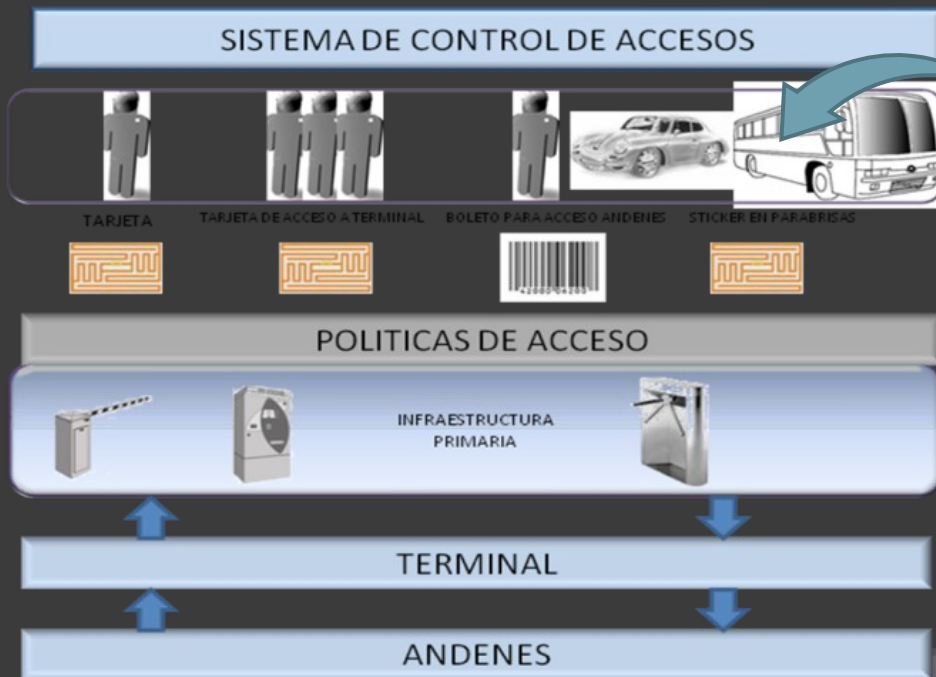 SISTEMA DE CONTROL DE ACCESOS
TARJETA
TARJETA DE ACCESO A TERMINAL
BOLETO PARA ACCESO ANDENES
STICKER EN PARABRISAS
POLITICAS DE ACCESO
INFRAESTRUCTURA
PRIMARIA
TERMINAL
ANDENES